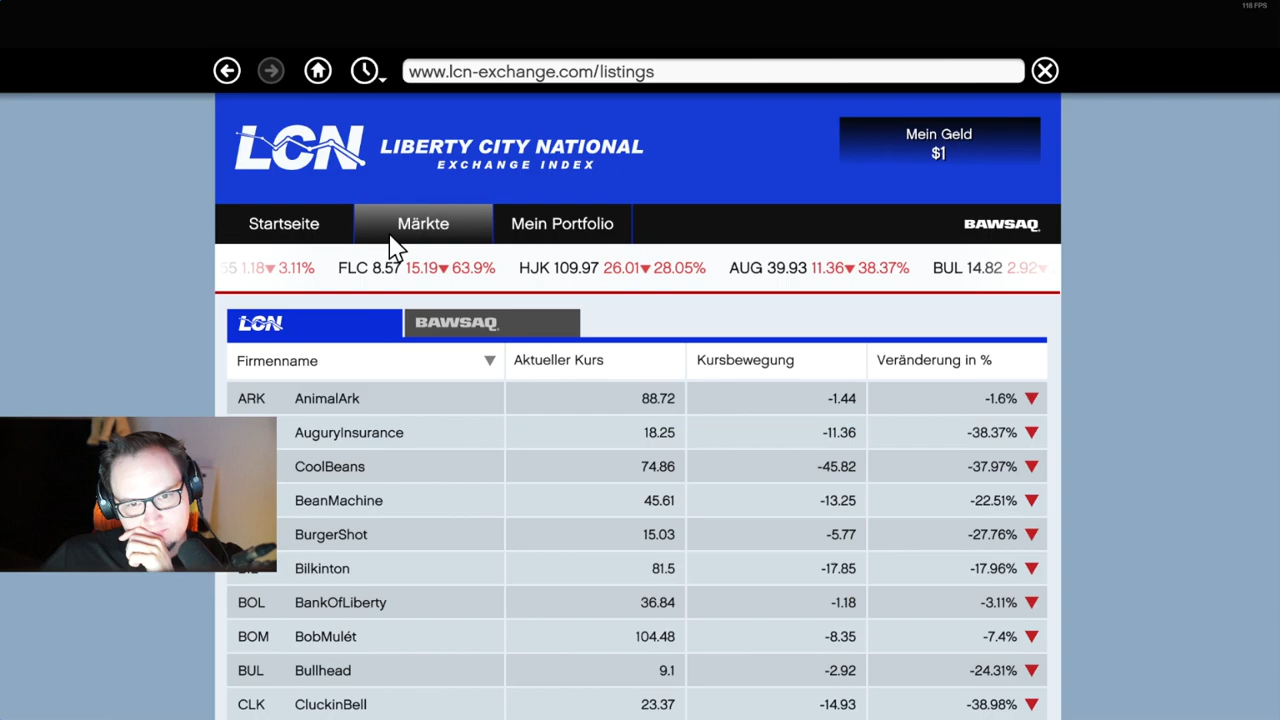 118 FPS
www.lcn-exchange.com/listings
LCN LIBERTY CITY NATIONAL
EXCHANGE INDEX
Mein Geld
$1
Startseite Märkte Mein Portfolio BAWSAQ
1.18▼ 3.11% FLC 8.57 15.19▼ 63.9% HJK 109.97 26.01▼ 28.05% AUG 39.93 11.36▼ 38.37% BUL 14.82 2.92▼
LCN BAWSAQ
Firmenname ▼ Aktueller Kurs Kursbewegung Veränderung in %
ARK AnimalArk 88.72 -1.44 -1.6% ▼
AuguryInsurance 18.25 -11.36 -38.37% ▼
CoolBeans 74.86 -45.82 -37.97% ▼
BeanMachine 45.61 -13.25 -22.51% ▼
BurgerShot 15.03 -5.77 -27.76% ▼
Bilkinton 81.5 -17.85 -17.96% ▼
BOL BankOfLiberty 36.84 -1.18 -3.11% ▼
BOM BobMulét 104.48 -8.35 -7.4% ▼
BUL Bullhead 9.1 -2.92 -24.31% ▼
CLK CluckinBell 23.37 -14.93 -38.98% ▼